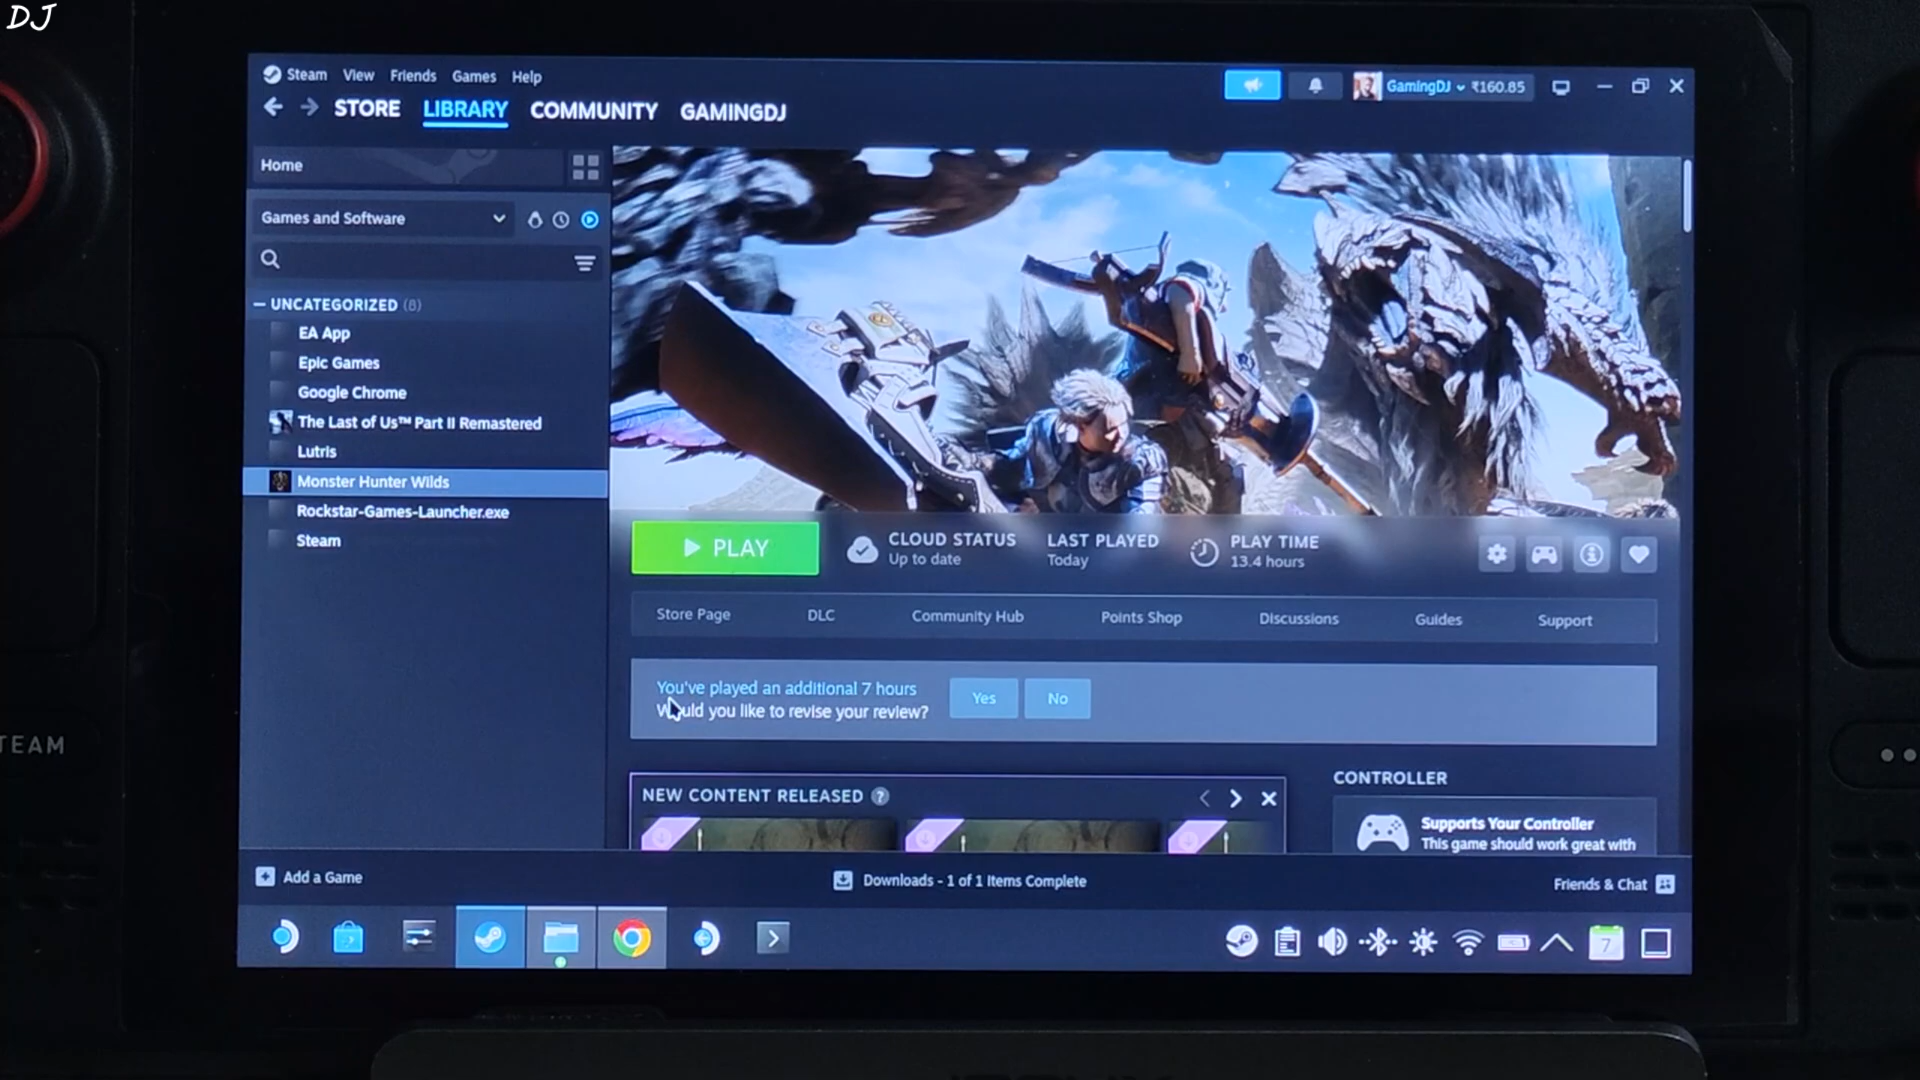 DJ
Steam View Friends Games Help
GamingDJ ₹160.85
STORE LIBRARY COMMUNITY GAMINGDJ
Home
Games and Software
UNCATEGORIZED (8)
EA App
Epic Games
Google Chrome
The Last of Us™ Part II Remastered
Lutris
Monster Hunter Wilds
Rockstar-Games-Launcher.exe
Steam
PLAY
CLOUD STATUS
Up to date
LAST PLAYED
Today
PLAY TIME
13.4 hours
Store Page DLC Community Hub Points Shop Discussions Guides Support
You've played an additional 7 hours
Would you like to revise your review?
Yes No
NEW CONTENT RELEASED ?
CONTROLLER
Supports Your Controller
This game should work great with
Add a Game
Downloads - 1 of 1 Items Complete
Friends & Chat
7
TEAM